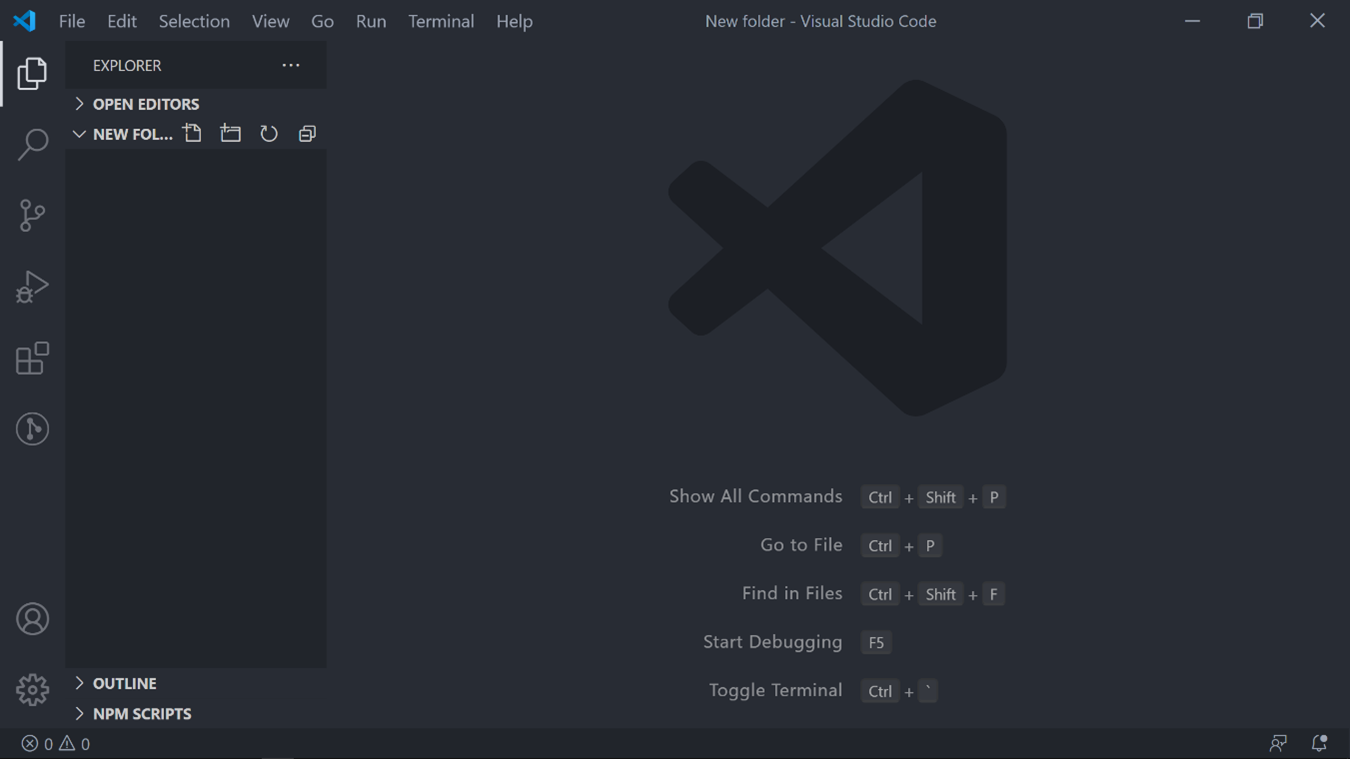 File Edit Selection View Go Run Terminal Help New folder - Visual Studio Code
EXPLORER ...
OPEN EDITORS
NEW FOL...
Show All Commands Ctrl + Shift + P
Go to File Ctrl + P
Find in Files Ctrl + Shift + F
Start Debugging F5
Toggle Terminal Ctrl + `
OUTLINE
NPM SCRIPTS
0 0